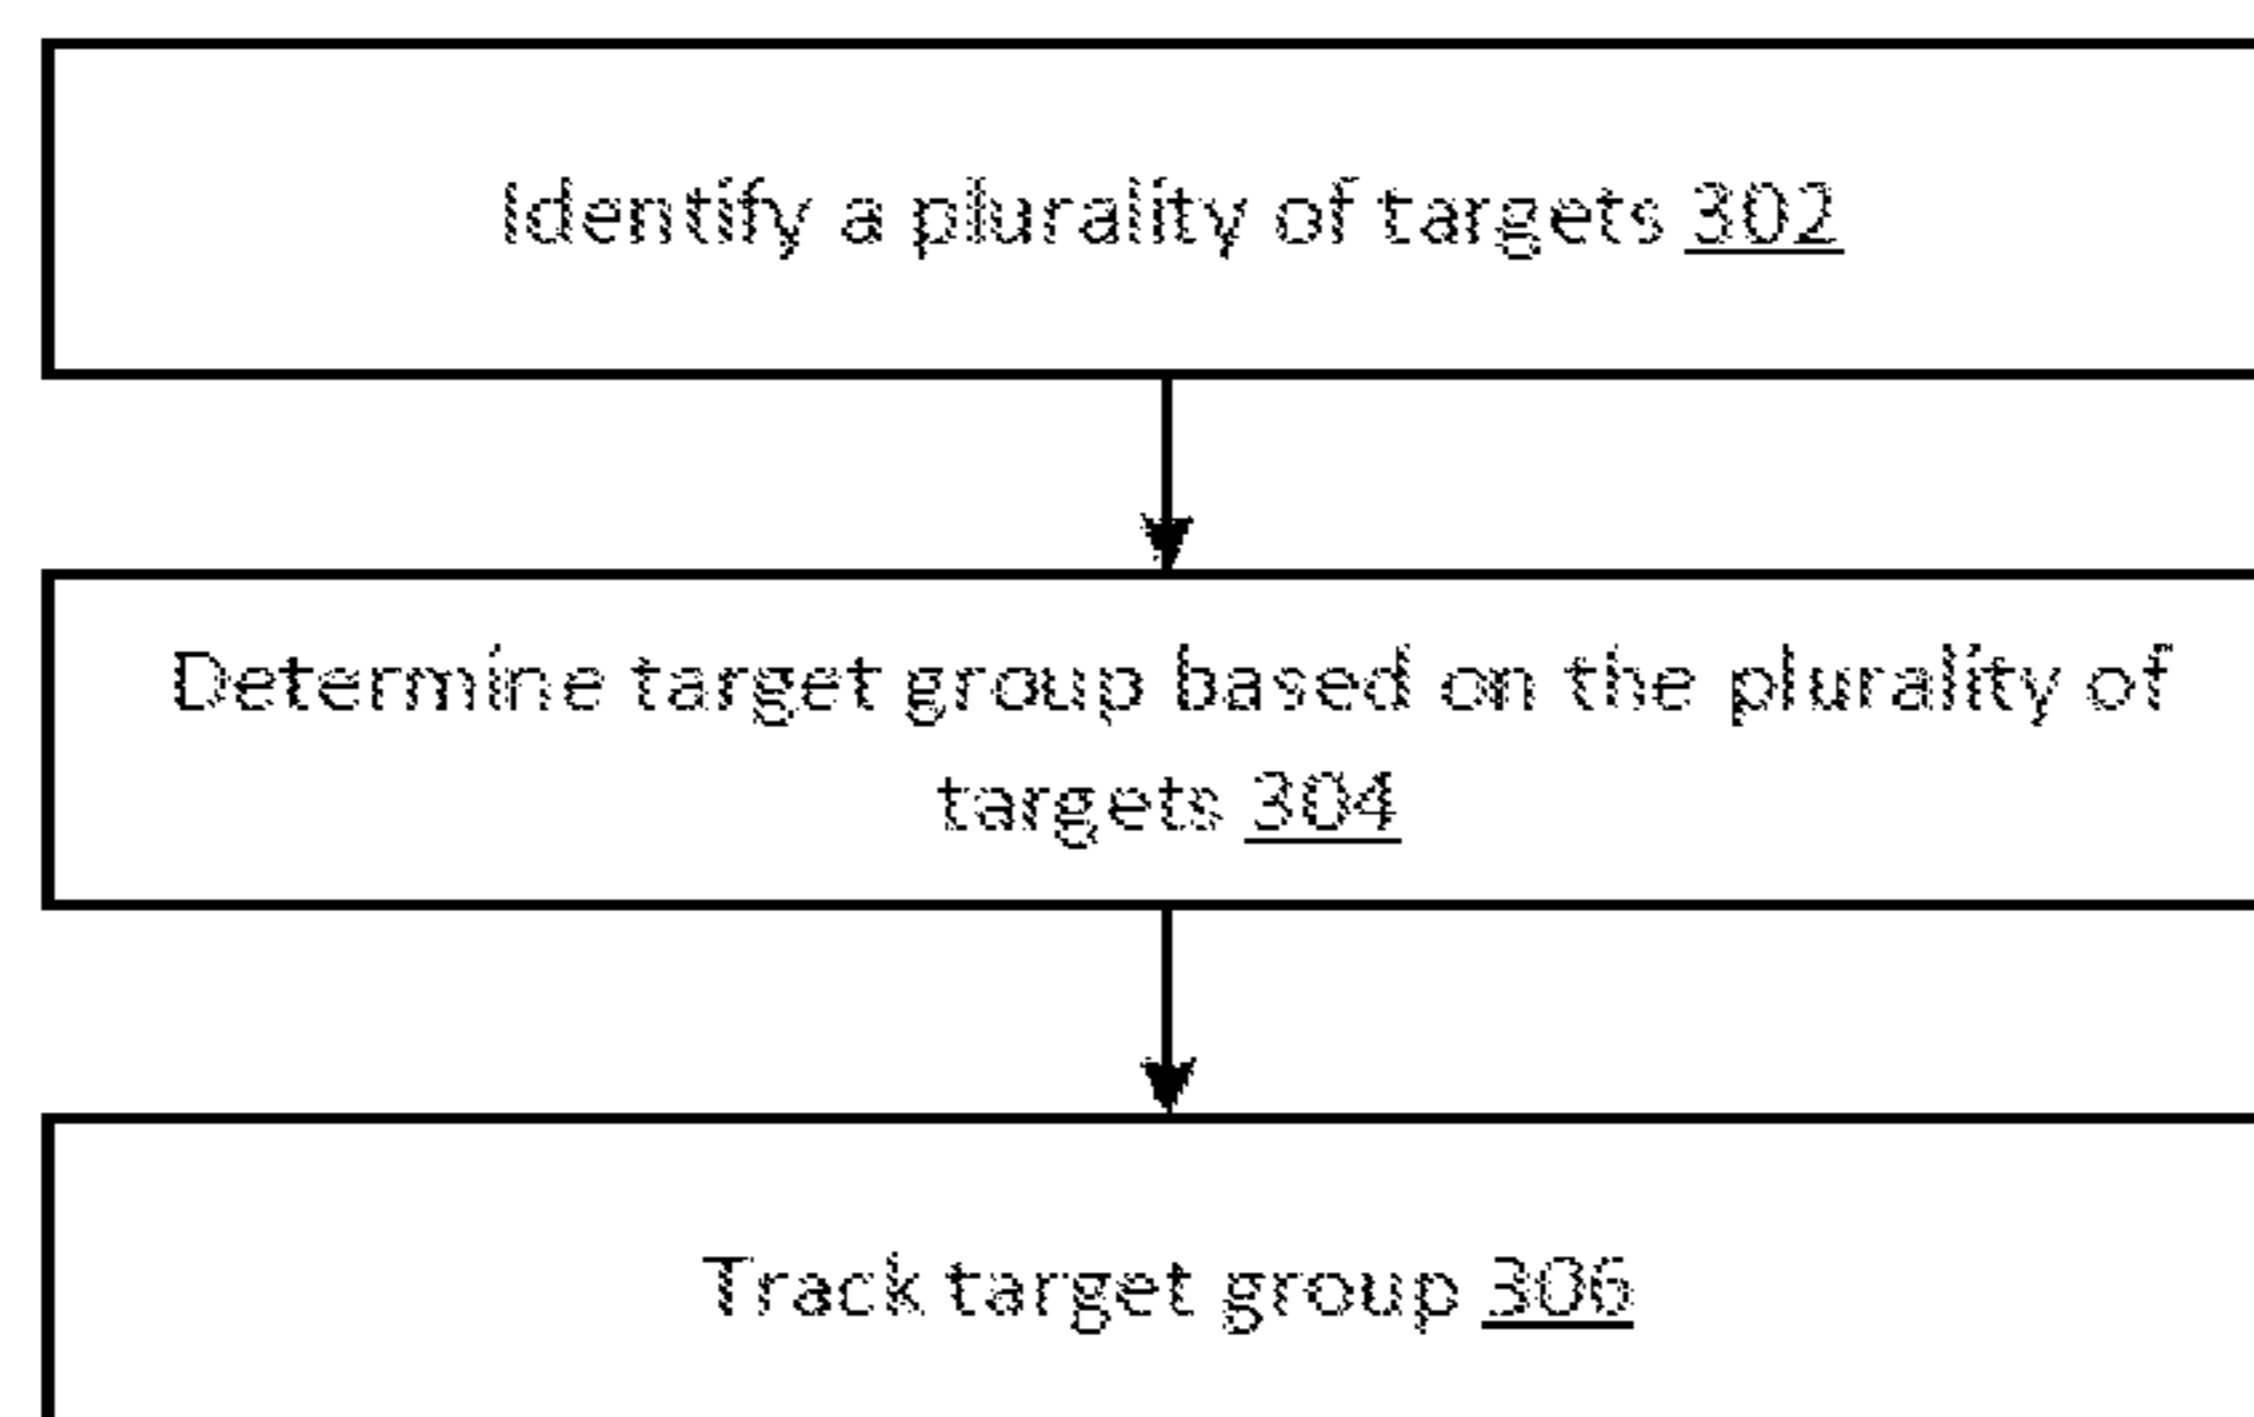 Identify a plurality of targets 302
Determine target group based on the plurality of
targets 304
Track target group 306